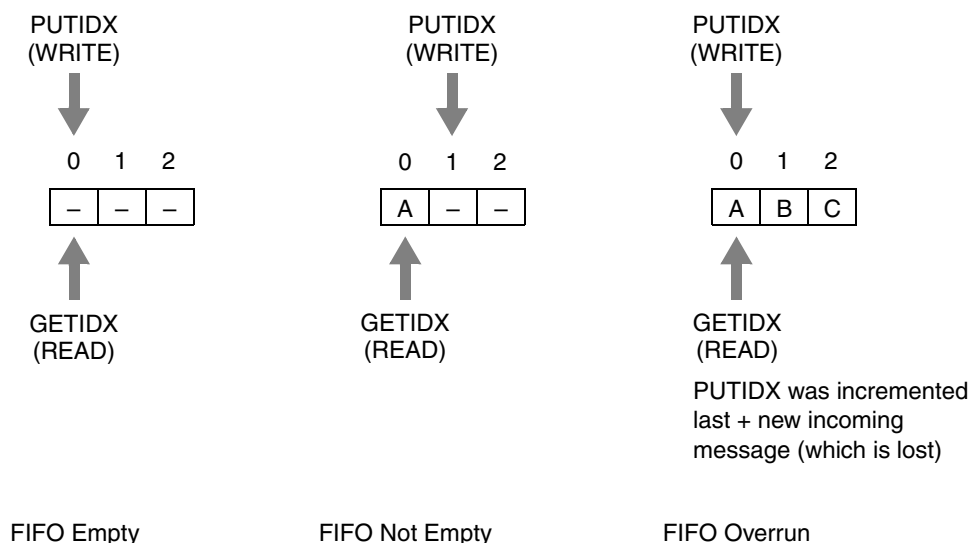 PUTIDX PUTIDX PUTIDX
(WRITE) (WRITE) (WRITE)
0 1 2 0 1 2 0 1 2
– – – A – – A B C
GETIDX GETIDX GETIDX
(READ) (READ) (READ)
PUTIDX was incremented
last + new incoming
message (which is lost)
FIFO Empty FIFO Not Empty FIFO Overrun